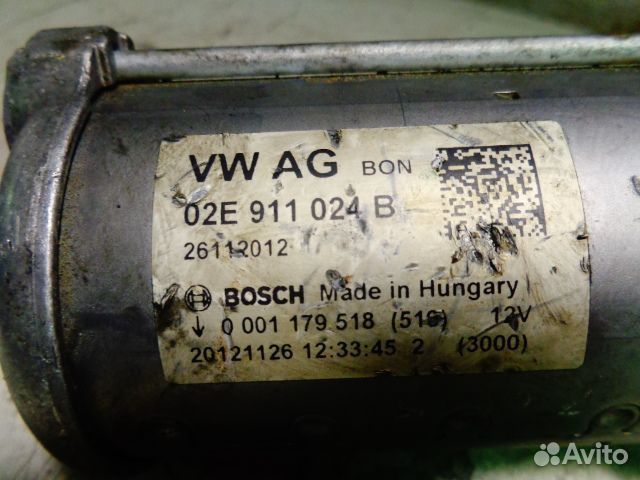 VW AG BON
02E 911 024 B
26112012
BOSCH Made in Hungary
↓ 0 001 179 518 (516) 12V
20121126 12:33:45 2 (3000)
Avito